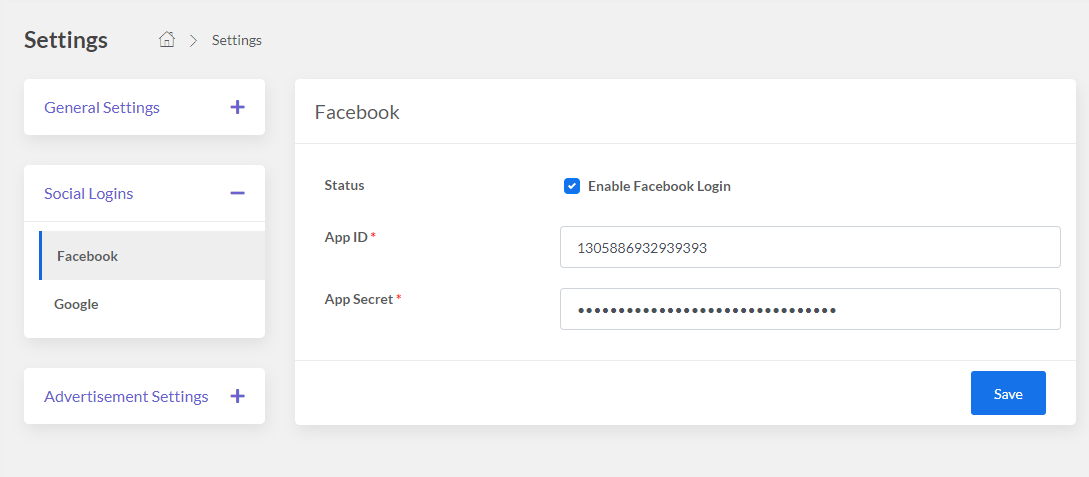 Settings
Settings
General Settings
Social Logins
Facebook
Google
Advertisement Settings
Facebook
Status
Enable Facebook Login
App ID *
1305886932939393
App Secret *
••••••••••••••••••••••••••••••••
Save